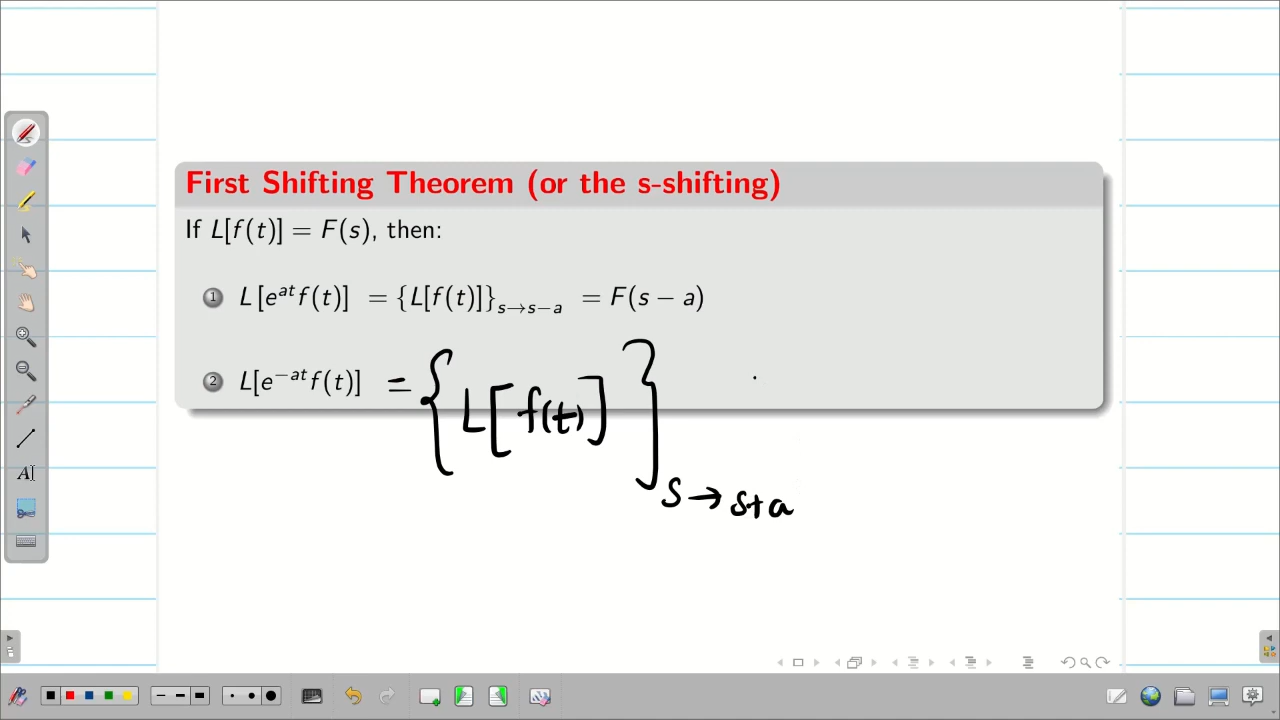 First Shifting Theorem (or the s-shifting)
If L[f(t)] = F(s), then:
1 L [e^{at}f(t)] = {L[f(t)]}_{s→s−a} = F(s − a)
2 L[e^{−at}f(t)] = {L[f(t)]}_{s→s+a}